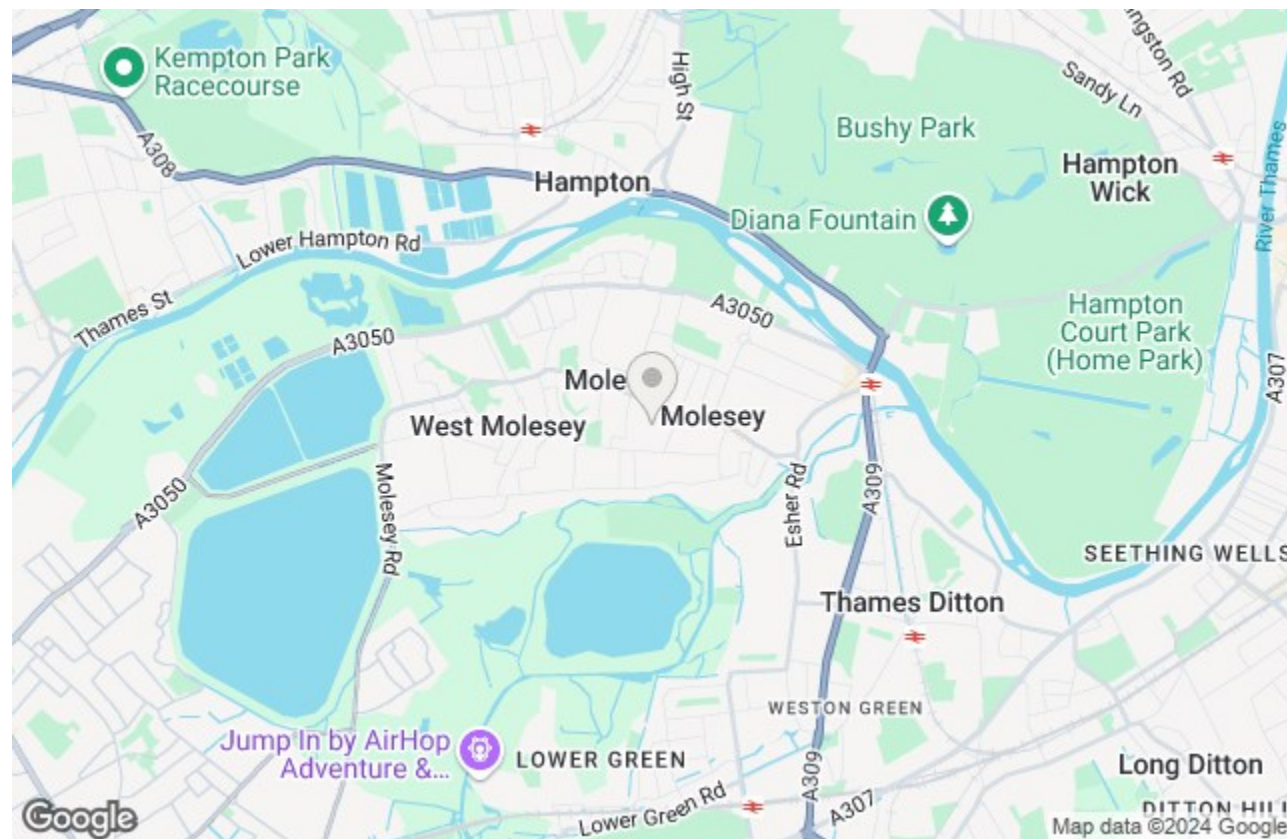 Kempton Park
Racecourse
High St
Kingston Rd
Sandy Ln
Bushy Park
Hampton
Wick
A308
Hampton
Diana Fountain
River Thames
Lower Hampton Rd
Thames St
A3050
A3050
Hampton
Court Park
(Home Park)
A307
Mole
Molesey
West Molesey
A3050
Molesey Rd
Esher Rd
A309
SEETHING WELLS
Thames Ditton
WESTON GREEN
Jump In by AirHop
Adventure &...
LOWER GREEN
Long Ditton
A309
A307
Lower Green Rd
DITTON HILL
Google
Map data ©2024 Google